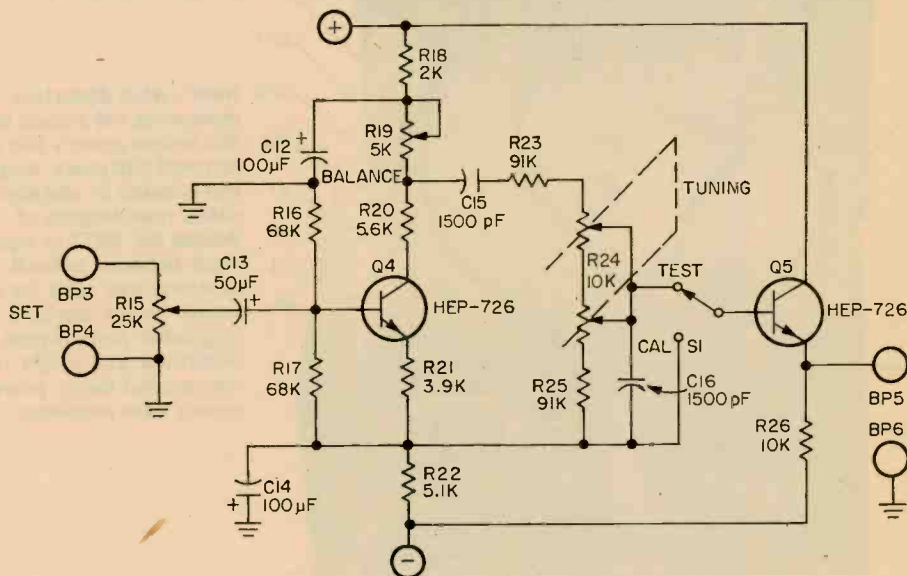 +
R18
2K
R19
5K
C12
100µF
+
BALANCE
R23
91K
C15
1500 pF
TUNING
R16
68K
R20
5.6K
R24
10K
TEST
Q5
HEP-726
C13
50µF
+
Q4
HEP-726
BP3
SET
R15
25K
BP4
CAL
S1
R17
68K
R21
3.9K
R25
91K
C16
1500 pF
BP5
R26
10K
BP6
C14
+
100µF
R22
5.1K
−